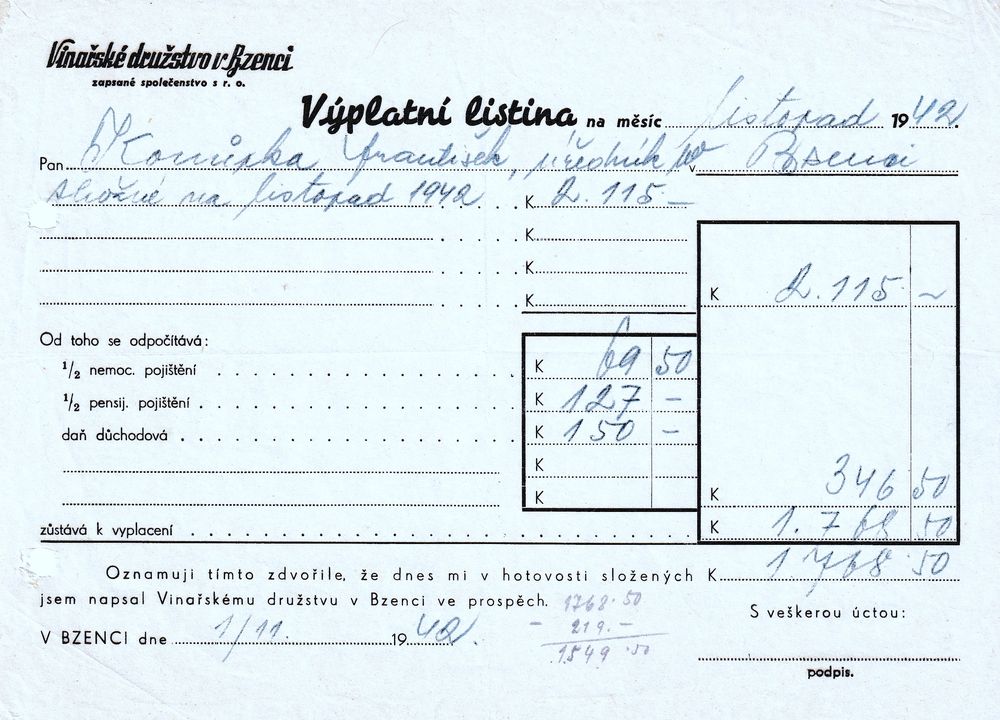 Vinařské družstvo v Bzenci
zapsané společenstvo s r. o.
Výplatní listina na měsíc listopad 1942.
Pan Konůpka František, úředník v Bzenci
služné na listopad 1942 K 2.115 —
K
K
K
K 2.115 —
Od toho se odpočítává:
1/2 nemoc. pojištění K 69 50
1/2 pensij. pojištění K 127 —
daň důchodová K 150 —
K
K K 346 50
zůstává k vyplacení K 1.768 50
Oznamuji tímto zdvořile, že dnes mi v hotovosti složených K 1768 50
jsem napsal Vinařskému družstvu v Bzenci ve prospěch. 1768.50
S veškerou úctou:
- 219.-
V BZENCI dne 1/11. 1942.
1549.50
podpis.